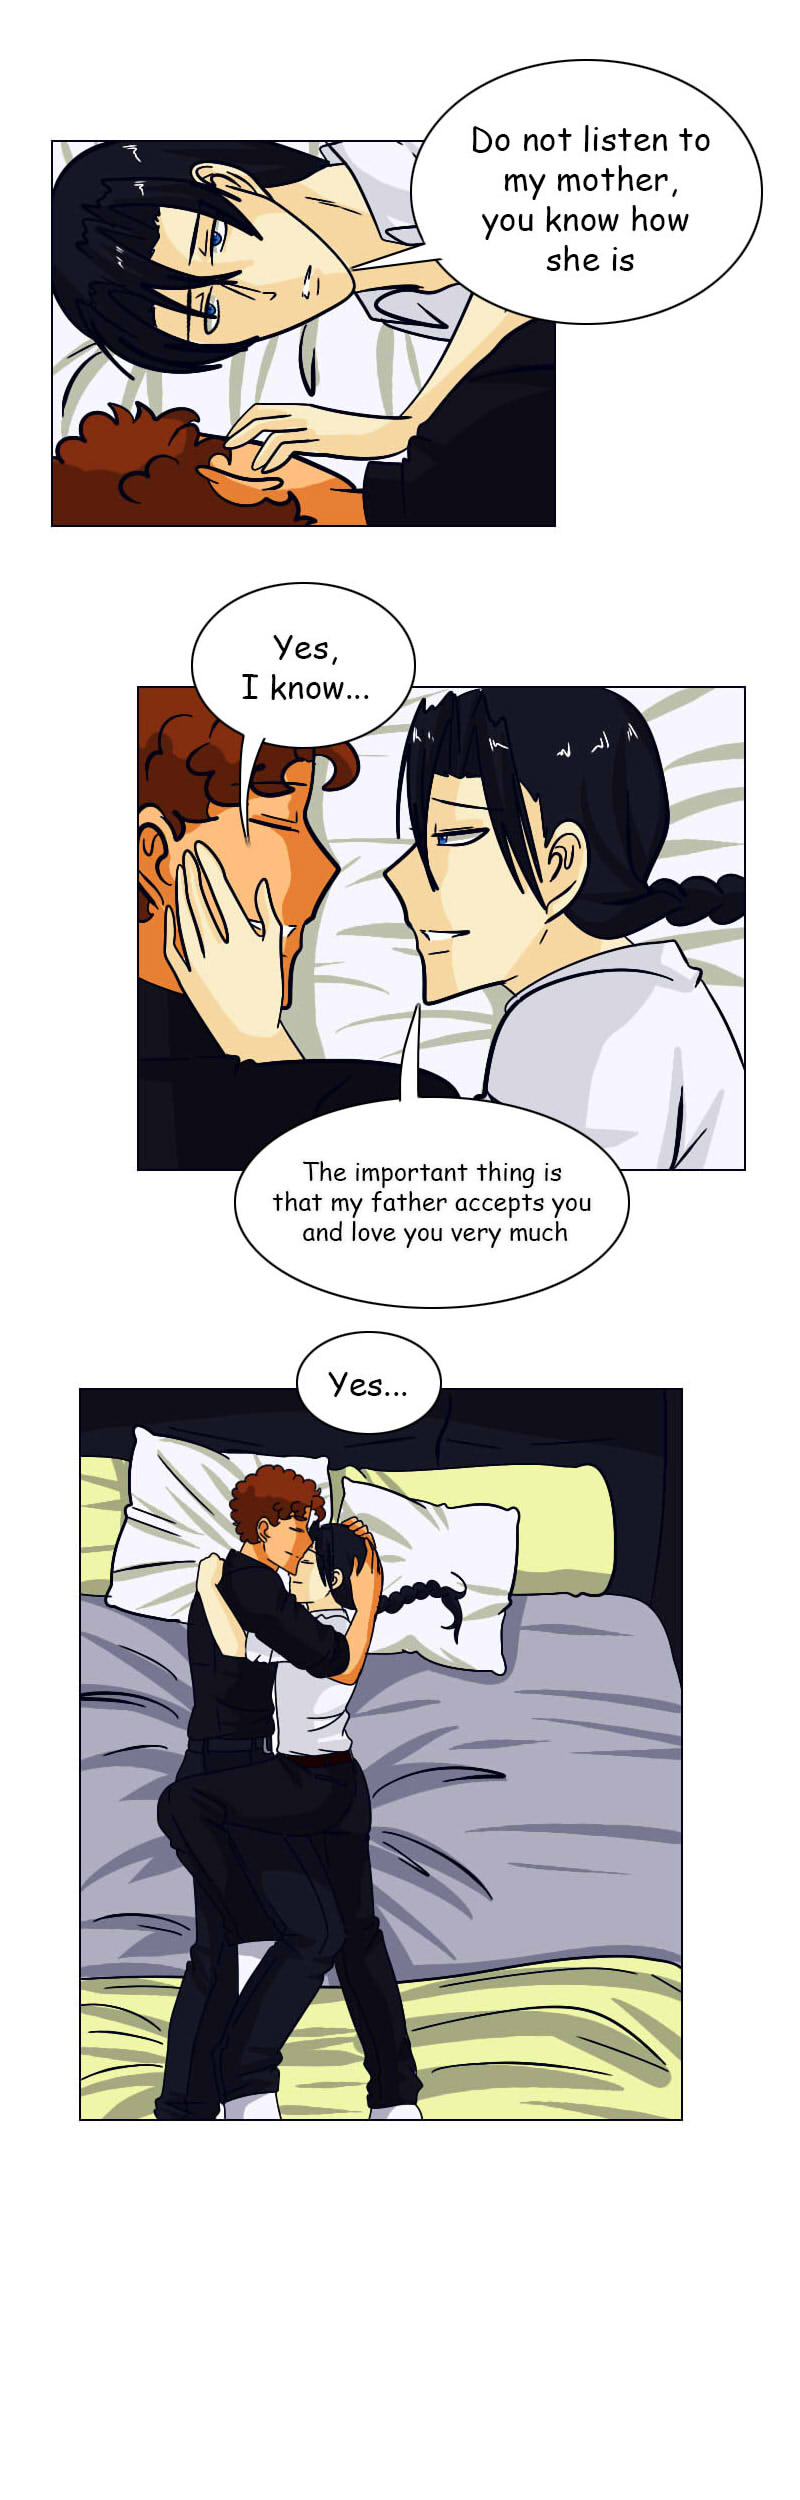 Do not listen to
my mother,
you know how
she is
Yes,
I know...
The important thing is
that my father accepts you
and love you very much
Yes...